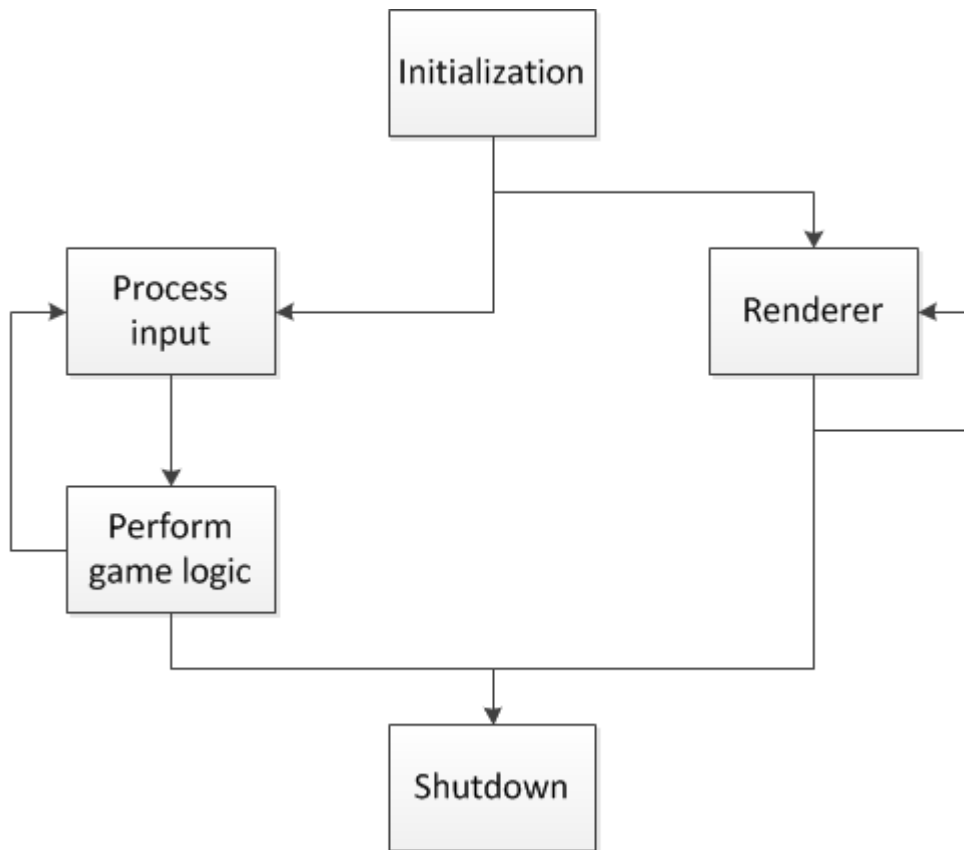 Initialization
Process
input
Renderer
Perform
game logic
Shutdown